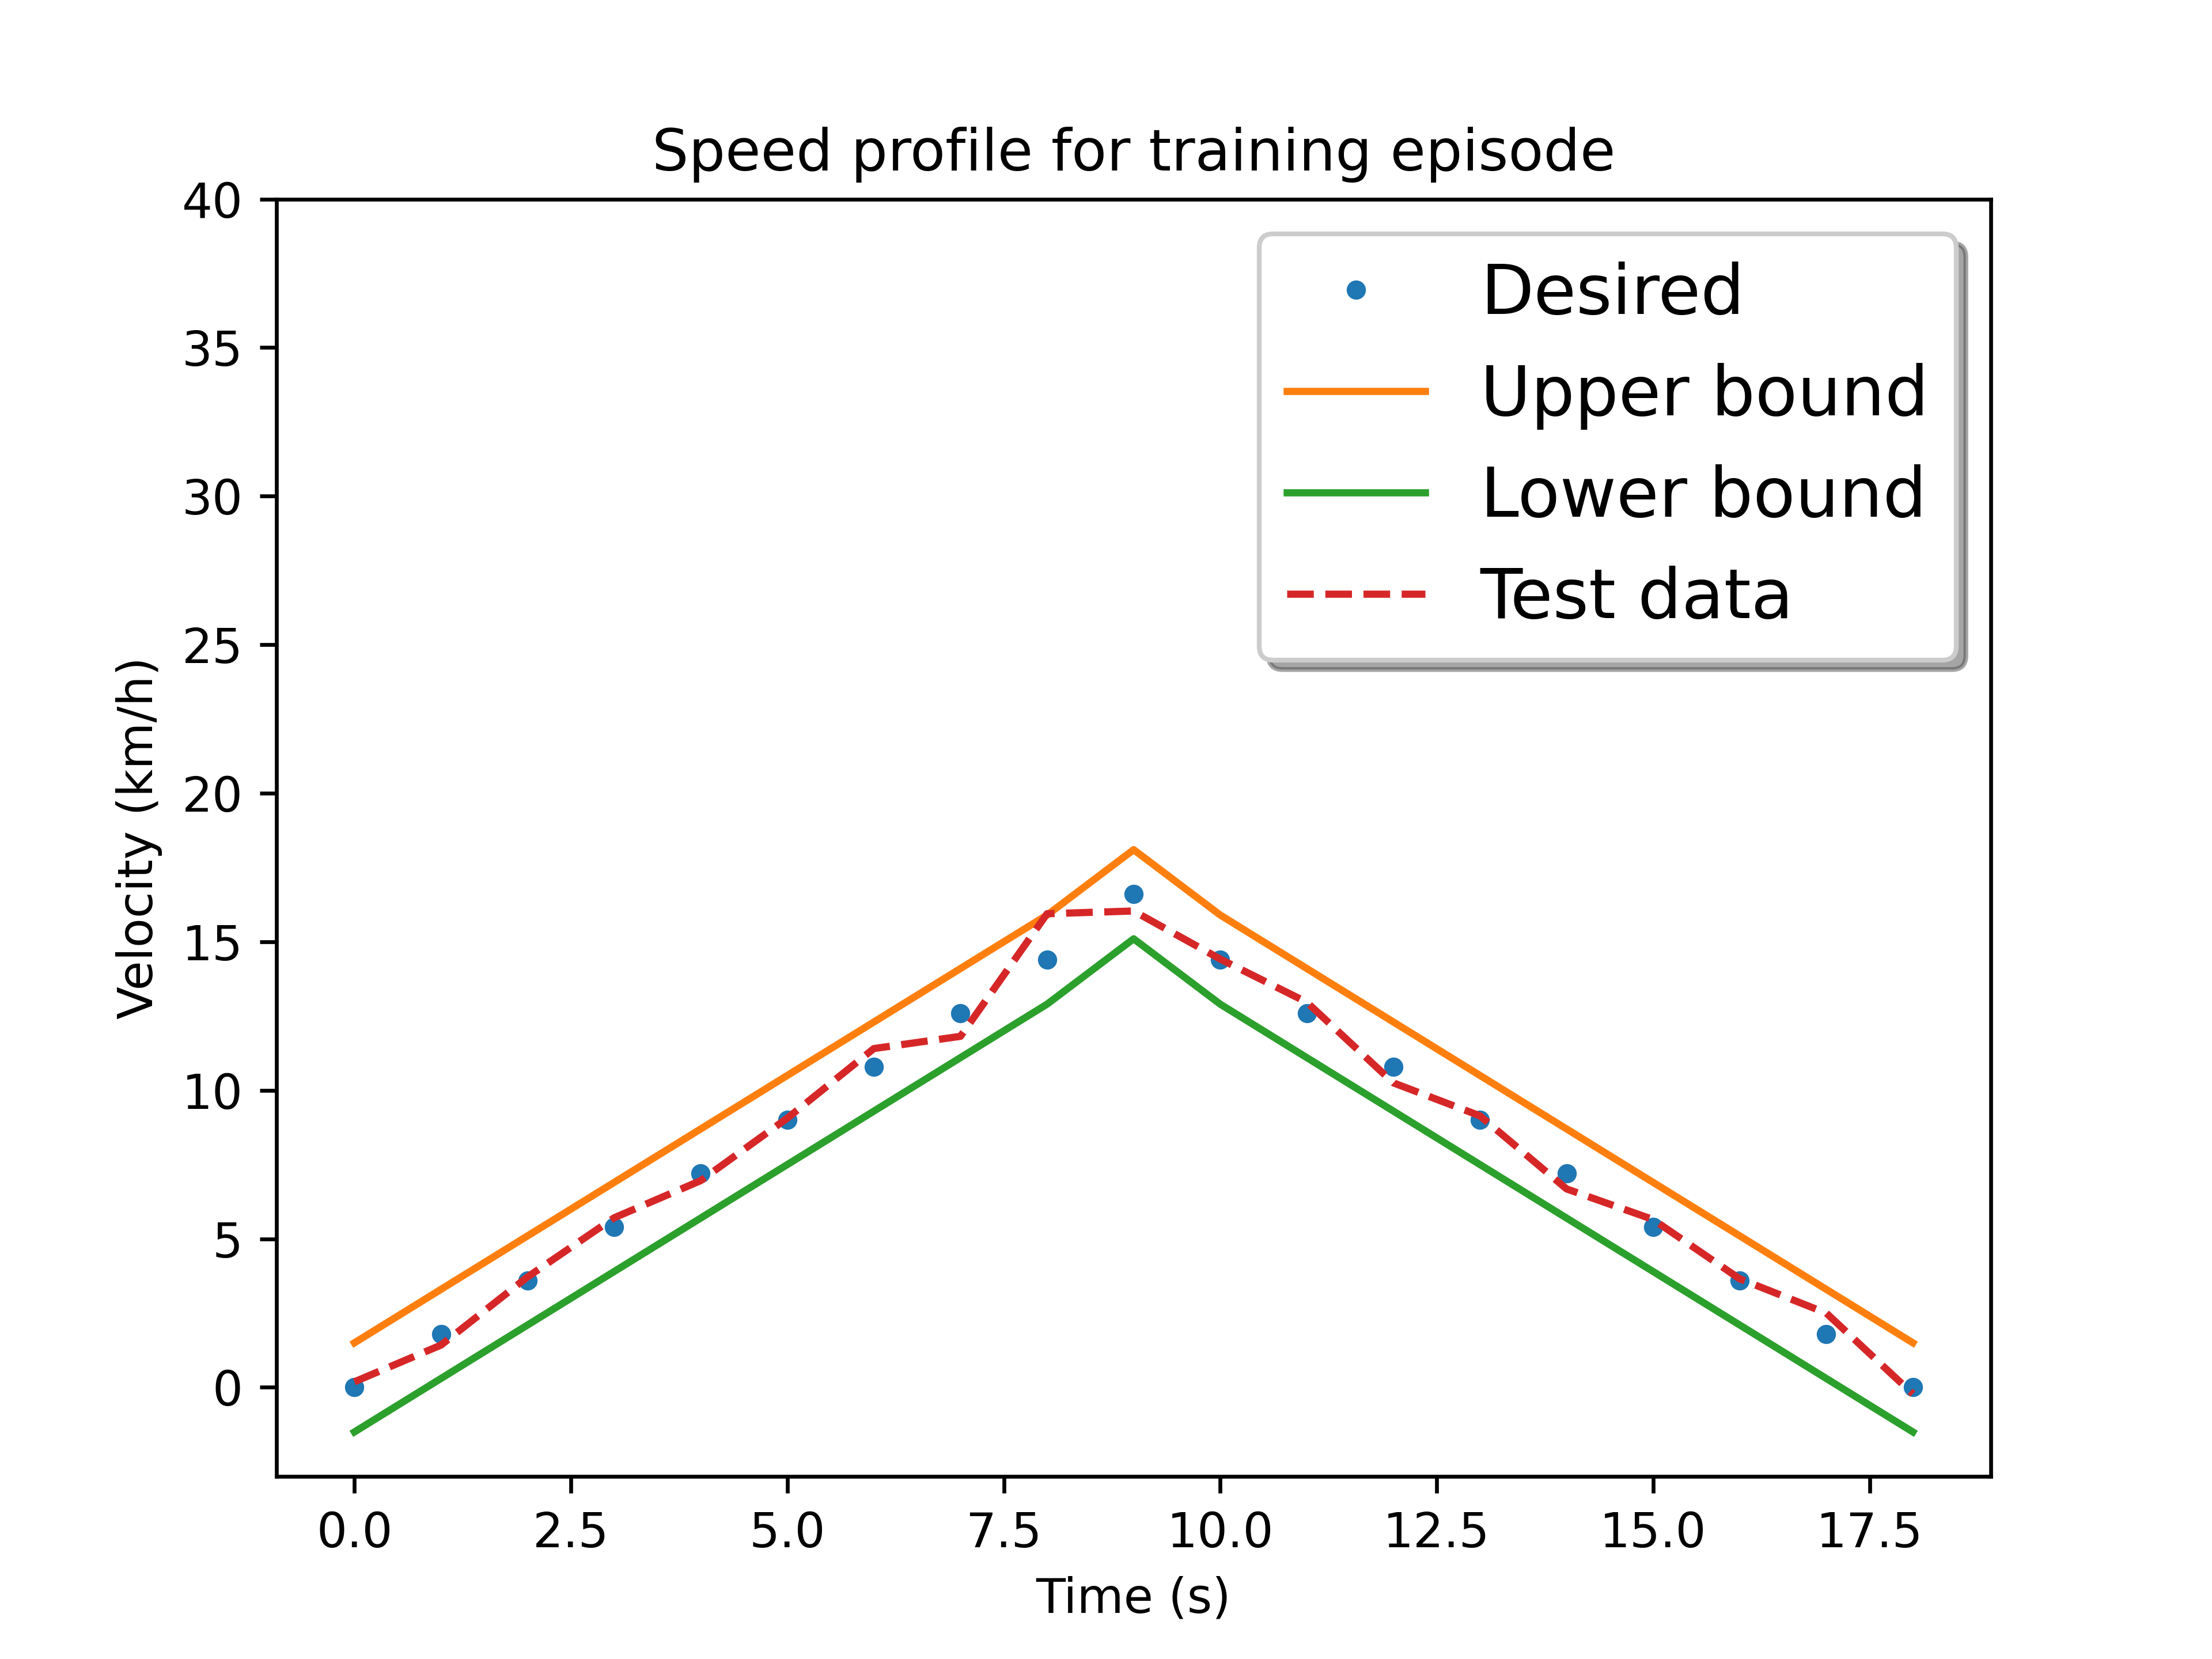 Speed profile for training episode
40
35
30
25
20
15
10
5
0
Velocity (km/h)
Desired
Upper bound
Lower bound
Test data
0.0 2.5 5.0 7.5 10.0 12.5 15.0 17.5
Time (s)